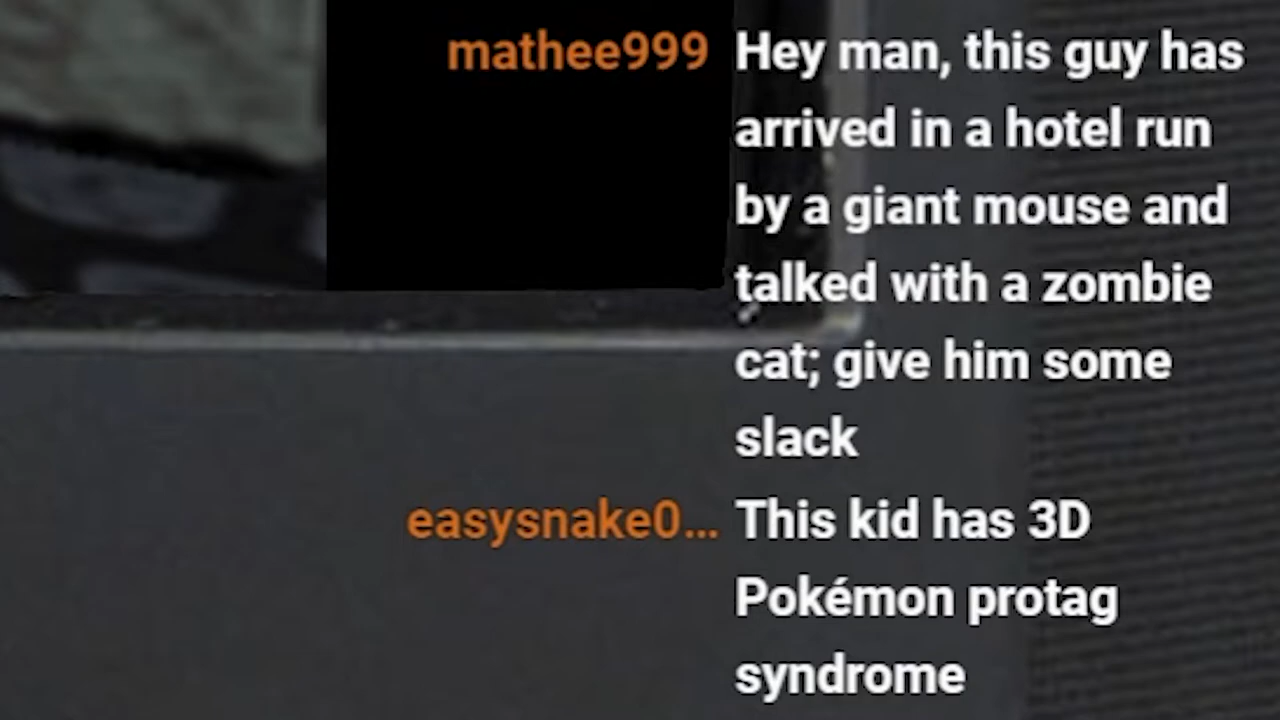 mathee999 Hey man, this guy has
arrived in a hotel run
by a giant mouse and
talked with a zombie
cat; give him some
slack
easysnake0… This kid has 3D
Pokémon protag
syndrome